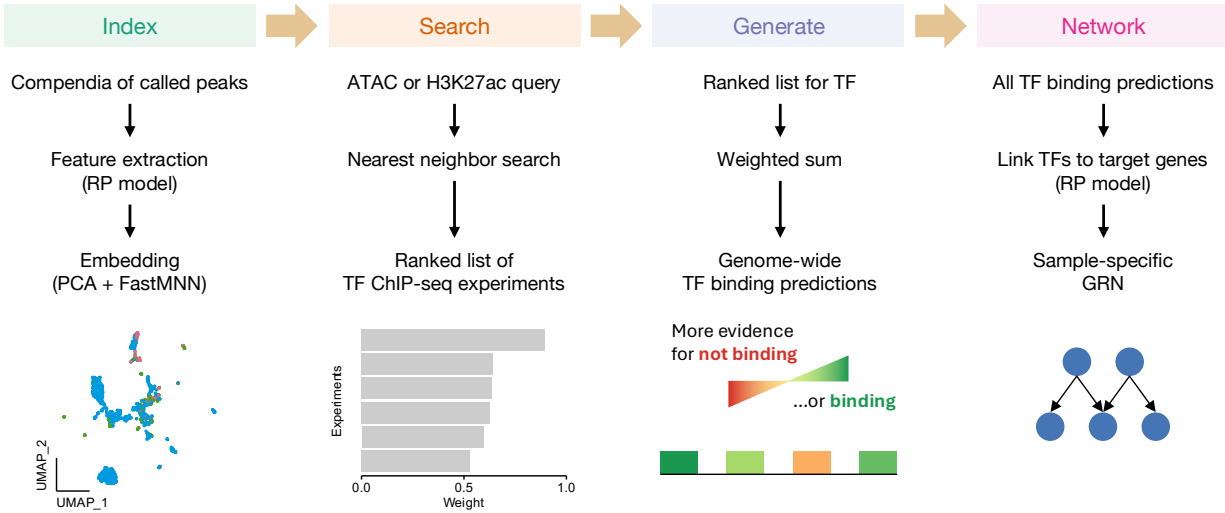 Index
Search
Generate
Network
Compendia of called peaks
Feature extraction
(RP model)
Embedding
(PCA + FastMNN)
UMAP_2
UMAP_1
ATAC or H3K27ac query
Nearest neighbor search
Ranked list of
TF ChIP-seq experiments
Experiments
0.0
0.5
1.0
Weight
Ranked list for TF
Weighted sum
Genome-wide
TF binding predictions
More evidence
for not binding
...or binding
All TF binding predictions
Link TFs to target genes
(RP model)
Sample-specific
GRN